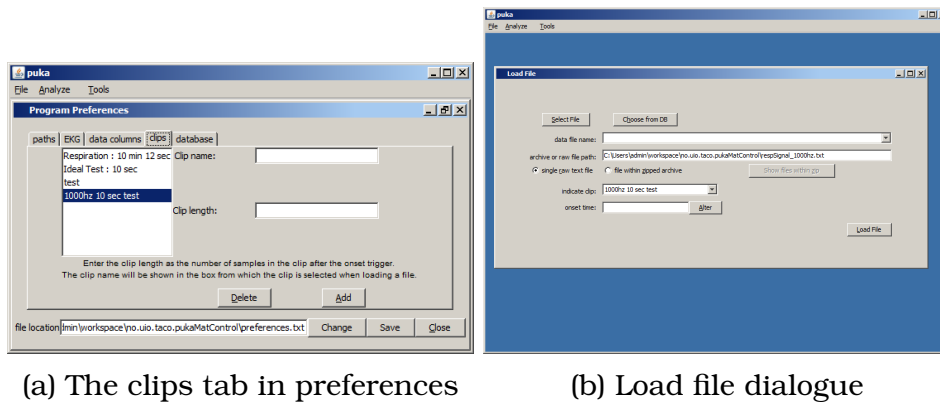 puka
File Analyze Tools
Program Preferences
paths EKG data columns clips database
Respiration : 10 min 12 sec Clip name:
Ideal Test : 10 sec
test
1000hz 10 sec test
Clip length:
Enter the clip length as the number of samples in the clip after the onset trigger.
The clip name will be shown in the box from which the clip is selected when loading a file.
Delete Add
file location lmin\workspace\no.uio.taco.pukaMatControl\preferences.txt Change Save Close
(a) The clips tab in preferences
puka
File Analyze Tools
Load File
Select File Choose from DB
data file name:
archive or raw file path: C:\Users\admin\workspace\no.uio.taco.pukaMatControl\respSignal_1000hz.txt
single raw text file file within zipped archive Show files within zip
indicate clip: 1000hz 10 sec test
onset time: Alter
Load File
(b) Load file dialogue